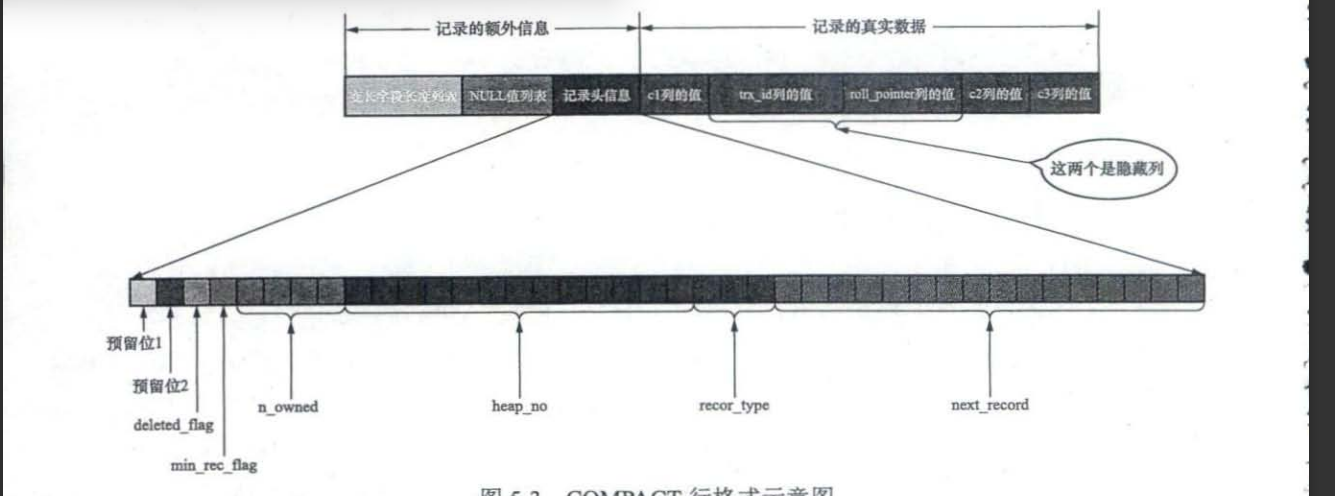 记录的额外信息 记录的真实数据
变长字段长度列表 NULL值列表 记录头信息 c1列的值 trx_id列的值 roll_pointer列的值 c2列的值 c3列的值
这两个是隐藏列
预留位1
预留位2
n_owned heap_no recor_type next_record
deleted_flag
min_rec_flag
图 5-3 COMPACT 行格式示意图